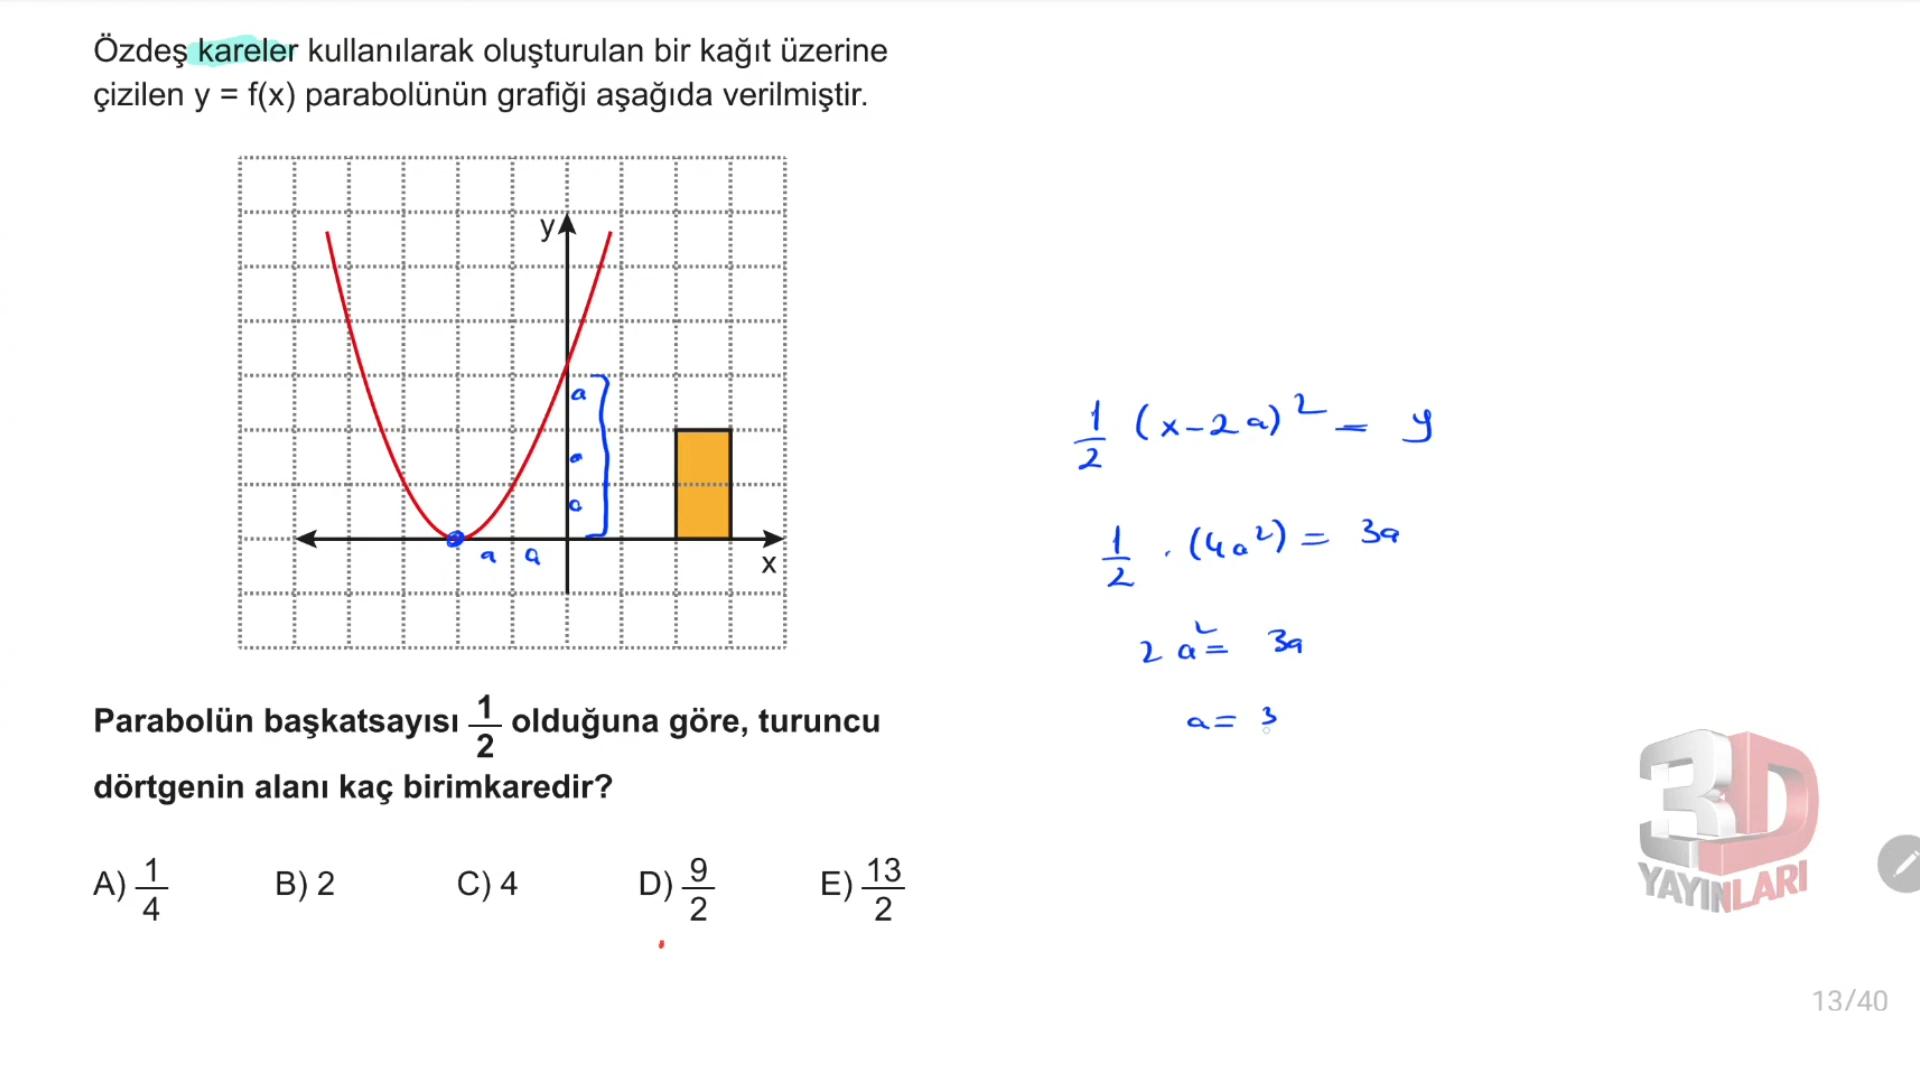 Özdeş kareler kullanılarak oluşturulan bir kağıt üzerine
çizilen y = f(x) parabolünün grafiği aşağıda verilmiştir.
y
a
a
a
a a
x
1/2 (x-2a)² = y
1/2 . (4a²) = 3a
2a² = 3a
a = 3
Parabolün başkatsayısı 1/2 olduğuna göre, turuncu
dörtgenin alanı kaç birimkaredir?
A) 1/4 B) 2 C) 4 D) 9/2 E) 13/2
3D
YAYINLARI
13/40